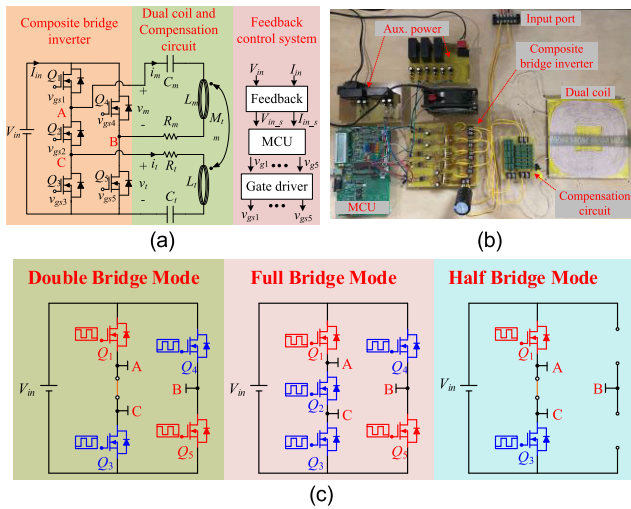 Composite bridge
inverter
Dual coil and
Compensation
circuit
Feedback
control system
I_in
Q_1
v_gs1
A
v_gs2
C
Q_3
v_gs3
V_in
Q_4
v_gs4
B
Q_5
v_gs5
i_m
C_m
+
v_m
-
R_m
L_m
M_tm
i_t
R_t
+
v_t
-
C_t
L_t
V_in I_in
Feedback
V_in_s I_in_s
MCU
v_g1 ••• v_g5
Gate driver
v_gs1 ••• v_gs5
(a)
Aux. power
Input port
Composite
bridge inverter
Dual coil
MCU
Compensation
circuit
(b)
Double Bridge Mode
V_in
Q_1
A
C
Q_3
Q_4
B
Q_5
Full Bridge Mode
V_in
Q_1
A
Q_2
C
Q_3
Q_4
B
Q_5
Half Bridge Mode
V_in
Q_1
A
B
C
Q_3
(c)